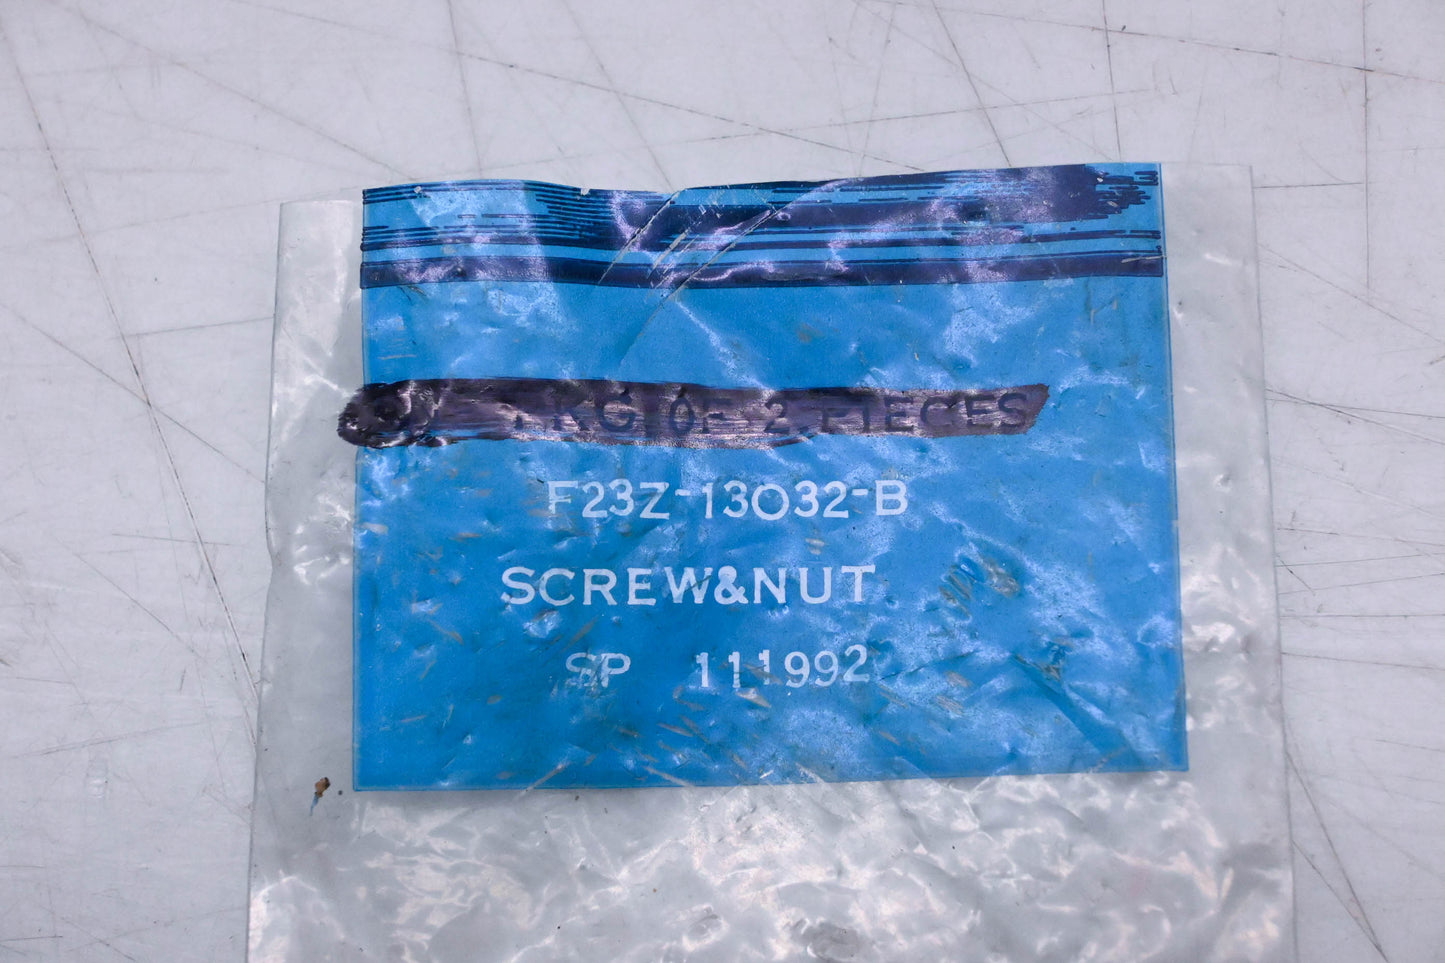 PKG OF 2 PIECES
F23Z-13032-B
SCREW&NUT
SP 111992